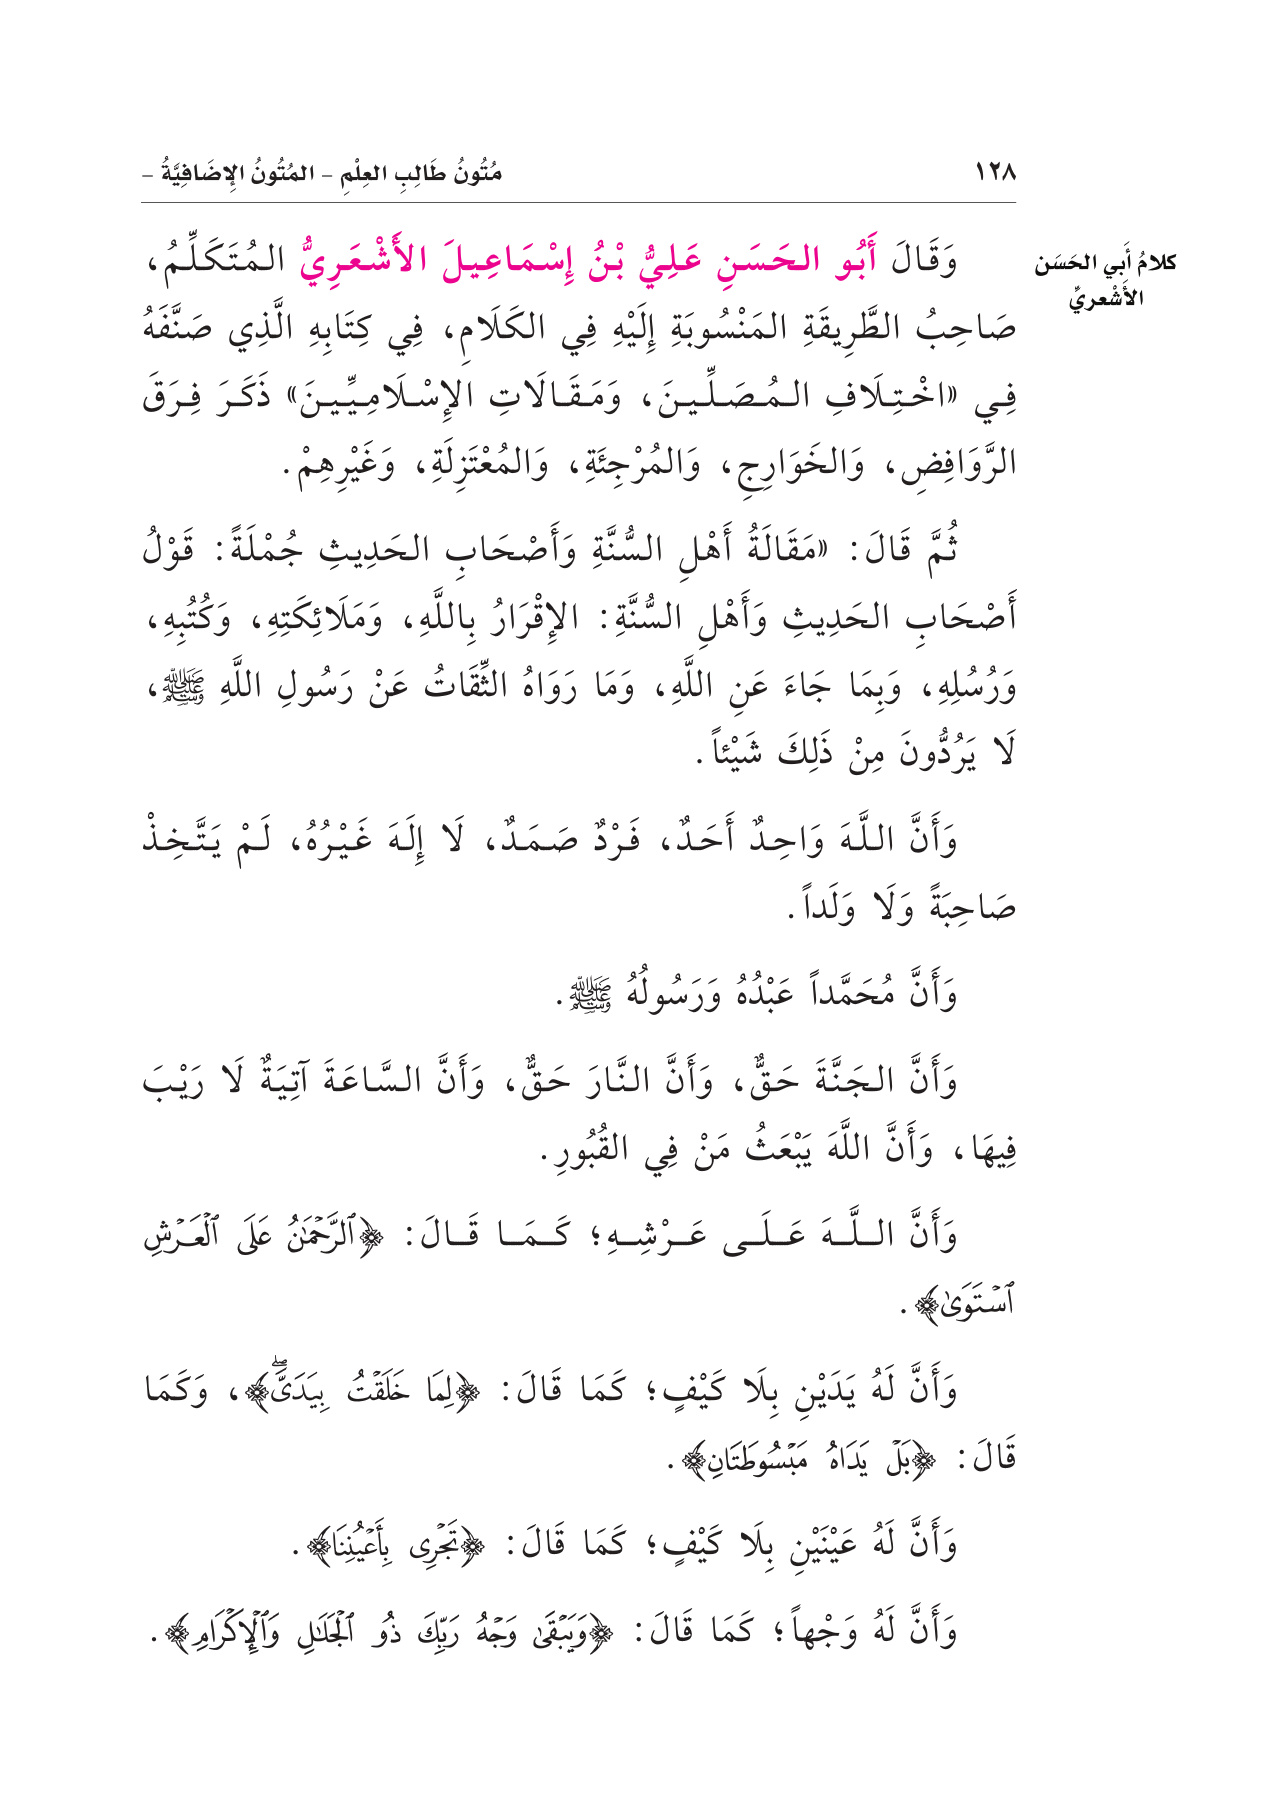 ١٢٨
مُتُونُ طَالِبِ العِلْمِ - المُتُونُ الإِضَافِيَّةُ -
كلامُ أَبي الحَسَن
الأَشْعريِّ
وَقَالَ أَبُو الحَسَنِ عَلِيُّ بْنُ إِسْمَاعِيلَ الأَشْعَرِيُّ المُتَكَلِّمُ،
صَاحِبُ الطَّرِيقَةِ المَنْسُوبَةِ إِلَيْهِ فِي الكَلَامِ، فِي كِتَابِهِ الَّذِي صَنَّفَهُ
فِي «اخْتِلَافِ المُصَلِّينَ، وَمَقَالَاتِ الإِسْلَامِيِّينَ» ذَكَرَ فِرَقَ
الرَّوَافِضِ، وَالخَوَارِجِ، وَالمُرْجِئَةِ، وَالمُعْتَزِلَةِ، وَغَيْرِهِمْ.
ثُمَّ قَالَ: «مَقَالَةُ أَهْلِ السُّنَّةِ وَأَصْحَابِ الحَدِيثِ جُمْلَةً: قَوْلُ
أَصْحَابِ الحَدِيثِ وَأَهْلِ السُّنَّةِ: الإِقْرَارُ بِاللَّهِ، وَمَلَائِكَتِهِ، وَكُتُبِهِ،
وَرُسُلِهِ، وَبِمَا جَاءَ عَنِ اللَّهِ، وَمَا رَوَاهُ الثِّقَاتُ عَنْ رَسُولِ اللَّهِ ﷺ،
لَا يَرُدُّونَ مِنْ ذَلِكَ شَيْئاً.
وَأَنَّ اللَّهَ وَاحِدٌ أَحَدٌ، فَرْدٌ صَمَدٌ، لَا إِلَهَ غَيْرُهُ، لَمْ يَتَّخِذْ
صَاحِبَةً وَلَا وَلَداً.
وَأَنَّ مُحَمَّداً عَبْدُهُ وَرَسُولُهُ ﷺ.
وَأَنَّ الجَنَّةَ حَقٌّ، وَأَنَّ النَّارَ حَقٌّ، وَأَنَّ السَّاعَةَ آتِيَةٌ لَا رَيْبَ
فِيهَا، وَأَنَّ اللَّهَ يَبْعَثُ مَنْ فِي القُبُورِ.
وَأَنَّ اللَّهَ عَلَى عَرْشِهِ؛ كَمَا قَالَ: ﴿ٱلرَّحْمَٰنُ عَلَى ٱلْعَرْشِ
ٱسْتَوَىٰ﴾.
وَأَنَّ لَهُ يَدَيْنِ بِلَا كَيْفٍ؛ كَمَا قَالَ: ﴿لِمَا خَلَقْتُ بِيَدَيَّۖ﴾، وَكَمَا
قَالَ: ﴿بَلْ يَدَاهُ مَبْسُوطَتَانِ﴾.
وَأَنَّ لَهُ عَيْنَيْنِ بِلَا كَيْفٍ؛ كَمَا قَالَ: ﴿تَجْرِى بِأَعْيُنِنَا﴾.
وَأَنَّ لَهُ وَجْهاً؛ كَمَا قَالَ: ﴿وَيَبْقَىٰ وَجْهُ رَبِّكَ ذُو ٱلْجَلَٰلِ وَٱلْإِكْرَامِ﴾.